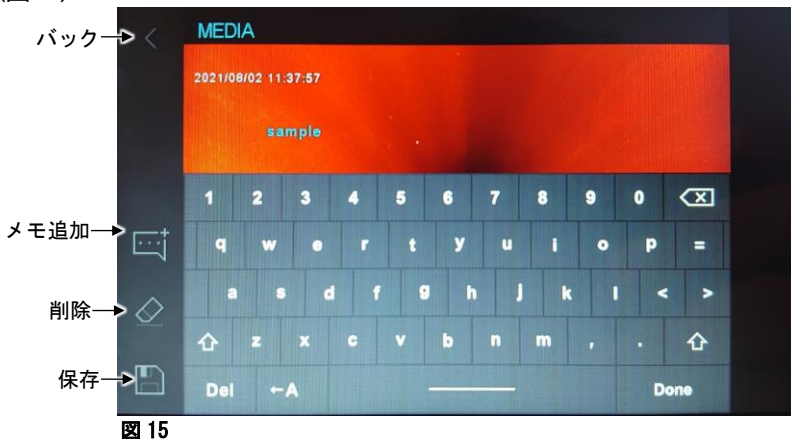 バック
MEDIA
2021/08/02 11:37:57
sample
1 2 3 4 5 6 7 8 9 0
メモ追加
q w e r t y u i o p =
a s d f g h j k l < >
削除
z x c v b n m , .
保存
Del ←A Done
図 15